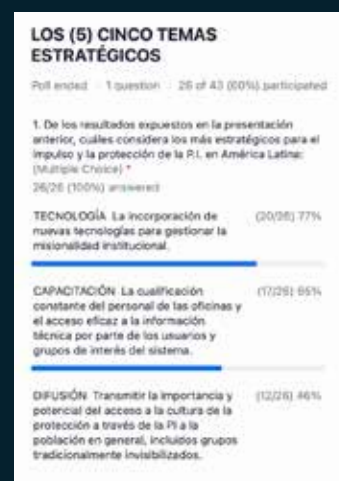 LOS (5) CINCO TEMAS
ESTRATÉGICOS
Poll ended 1 question 26 of 43 (60%) participated
1. De los resultados expuestos en la presentación
anterior, cuáles considera los más estratégicos para el
impulso y la protección de la P.I. en América Latina:
(Multiple Choice) *
26/26 (100%) answered
TECNOLOGÍA La incorporación de (20/26) 77%
nuevas tecnologías para gestionar la
misionalidad institucional.
CAPACITACIÓN La cualificación (17/26) 65%
constante del personal de las oficinas y
el acceso eficaz a la información
técnica por parte de los usuarios y
grupos de interés del sistema.
DIFUSIÓN Transmitir la importancia y (12/26) 46%
potencial del acceso a la cultura de la
protección a través de la PI a la
población en general, incluidos grupos
tradicionalmente invisibilizados.